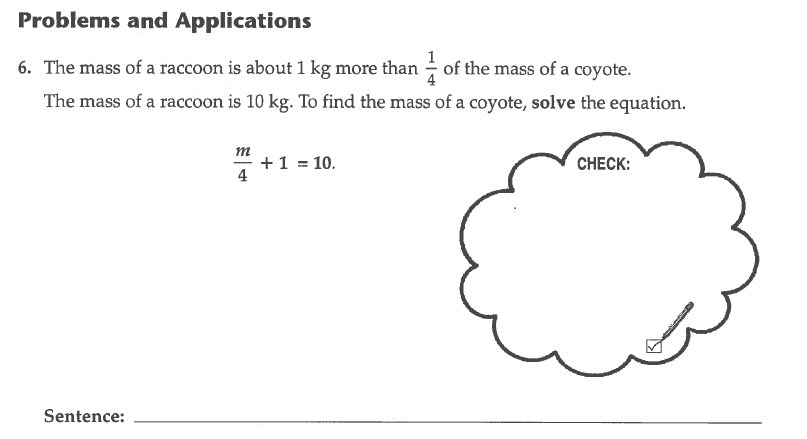 Problems and Applications
6. The mass of a raccoon is about 1 kg more than 1/4 of the mass of a coyote.
The mass of a raccoon is 10 kg. To find the mass of a coyote, solve the equation.
m/4 + 1 = 10.
CHECK:
Sentence: